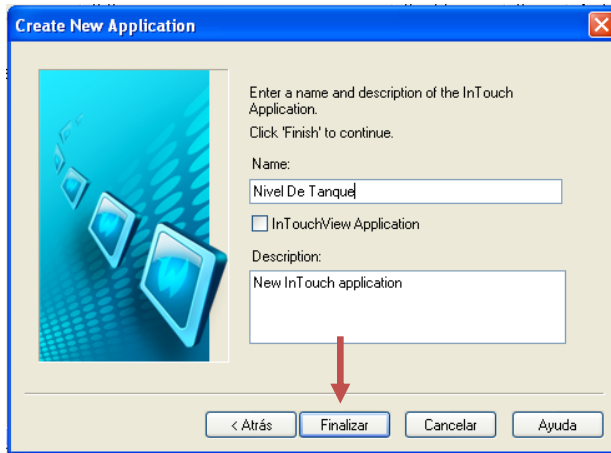 Create New Application
Enter a name and description of the InTouch
Application.
Click 'Finish' to continue.
Name:
Nivel De Tanque
InTouchView Application
Description:
New InTouch application
< Atrás
Finalizar
Cancelar
Ayuda